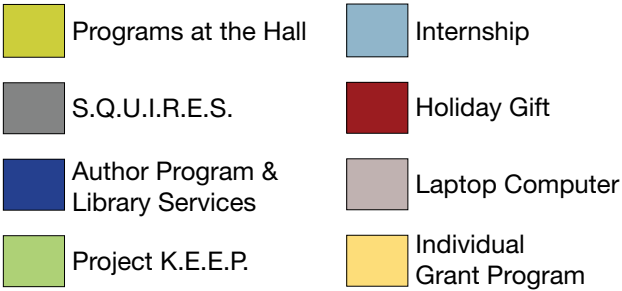 Programs at the Hall
S.Q.U.I.R.E.S.
Author Program &
Library Services
Project K.E.E.P.
Internship
Holiday Gift
Laptop Computer
Individual
Grant Program